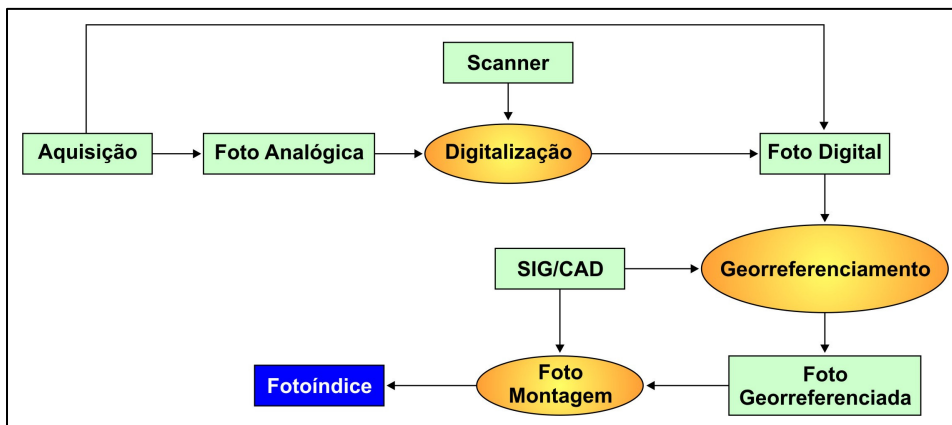 Scanner
Aquisição
Foto Analógica
Digitalização
Foto Digital
SIG/CAD
Georreferenciamento
Fotoíndice
Foto
Montagem
Foto
Georreferenciada